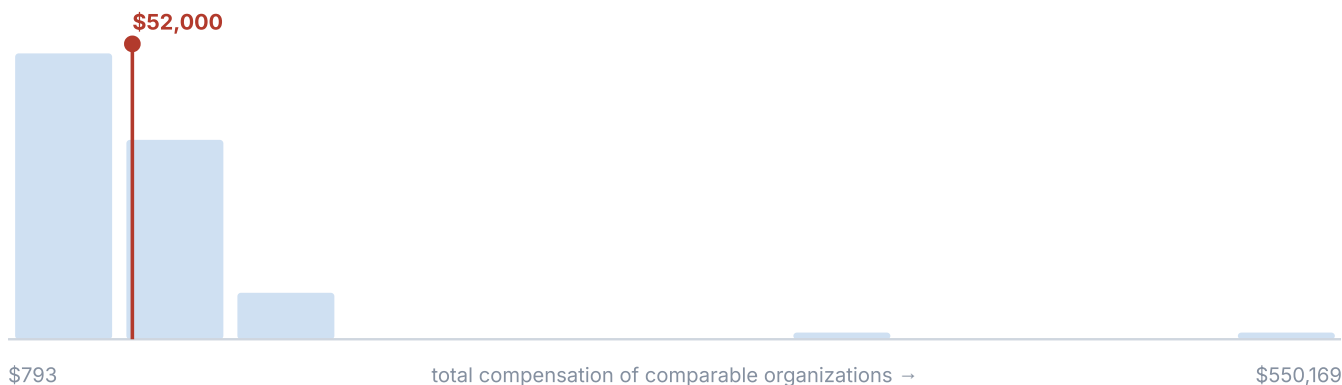 $52,000
$793 total compensation of comparable organizations → $550,169